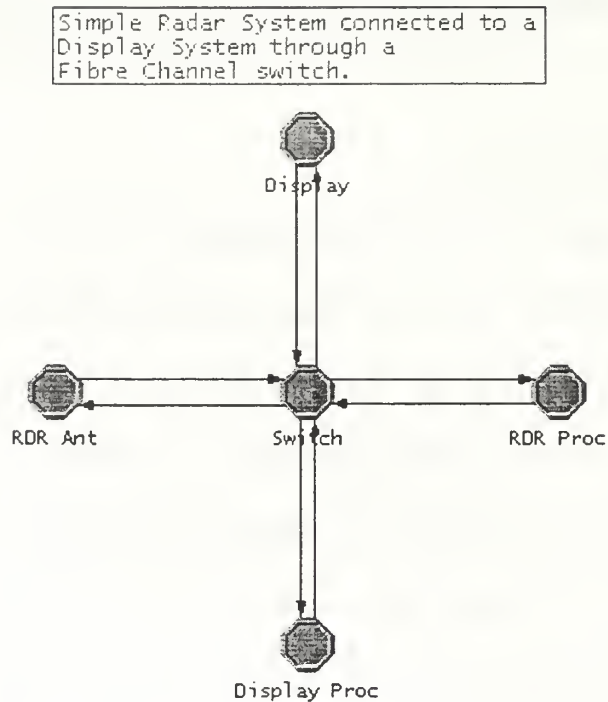 Simple Radar System connected to a
Display System through a
Fibre Channel switch.
Display
RDR Ant
Switch
RDR Proc
Display Proc